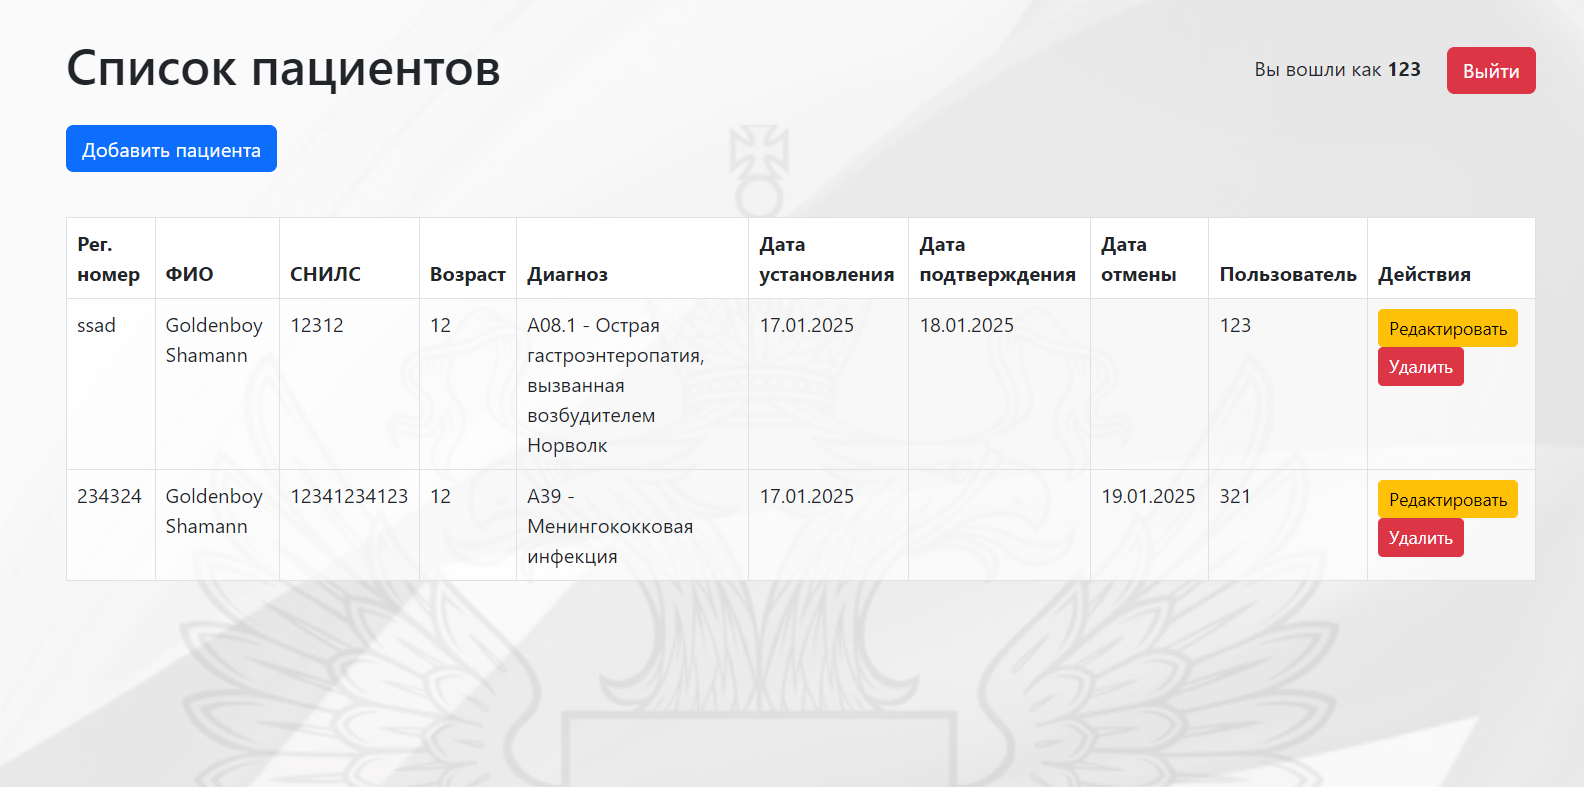 Список пациентов
Вы вошли как 123
Выйти
Добавить пациента
Рег. номер
ФИО
СНИЛС
Возраст
Диагноз
Дата установления
Дата подтверждения
Дата отмены
Пользователь
Действия
ssad
Goldenboy
Shamann
12312
12
A08.1 - Острая
гастроэнтеропатия,
вызванная
возбудителем
Норволк
17.01.2025
18.01.2025
123
Редактировать
Удалить
234324
Goldenboy
Shamann
12341234123
12
A39 -
Менингококковая
инфекция
17.01.2025
19.01.2025
321
Редактировать
Удалить